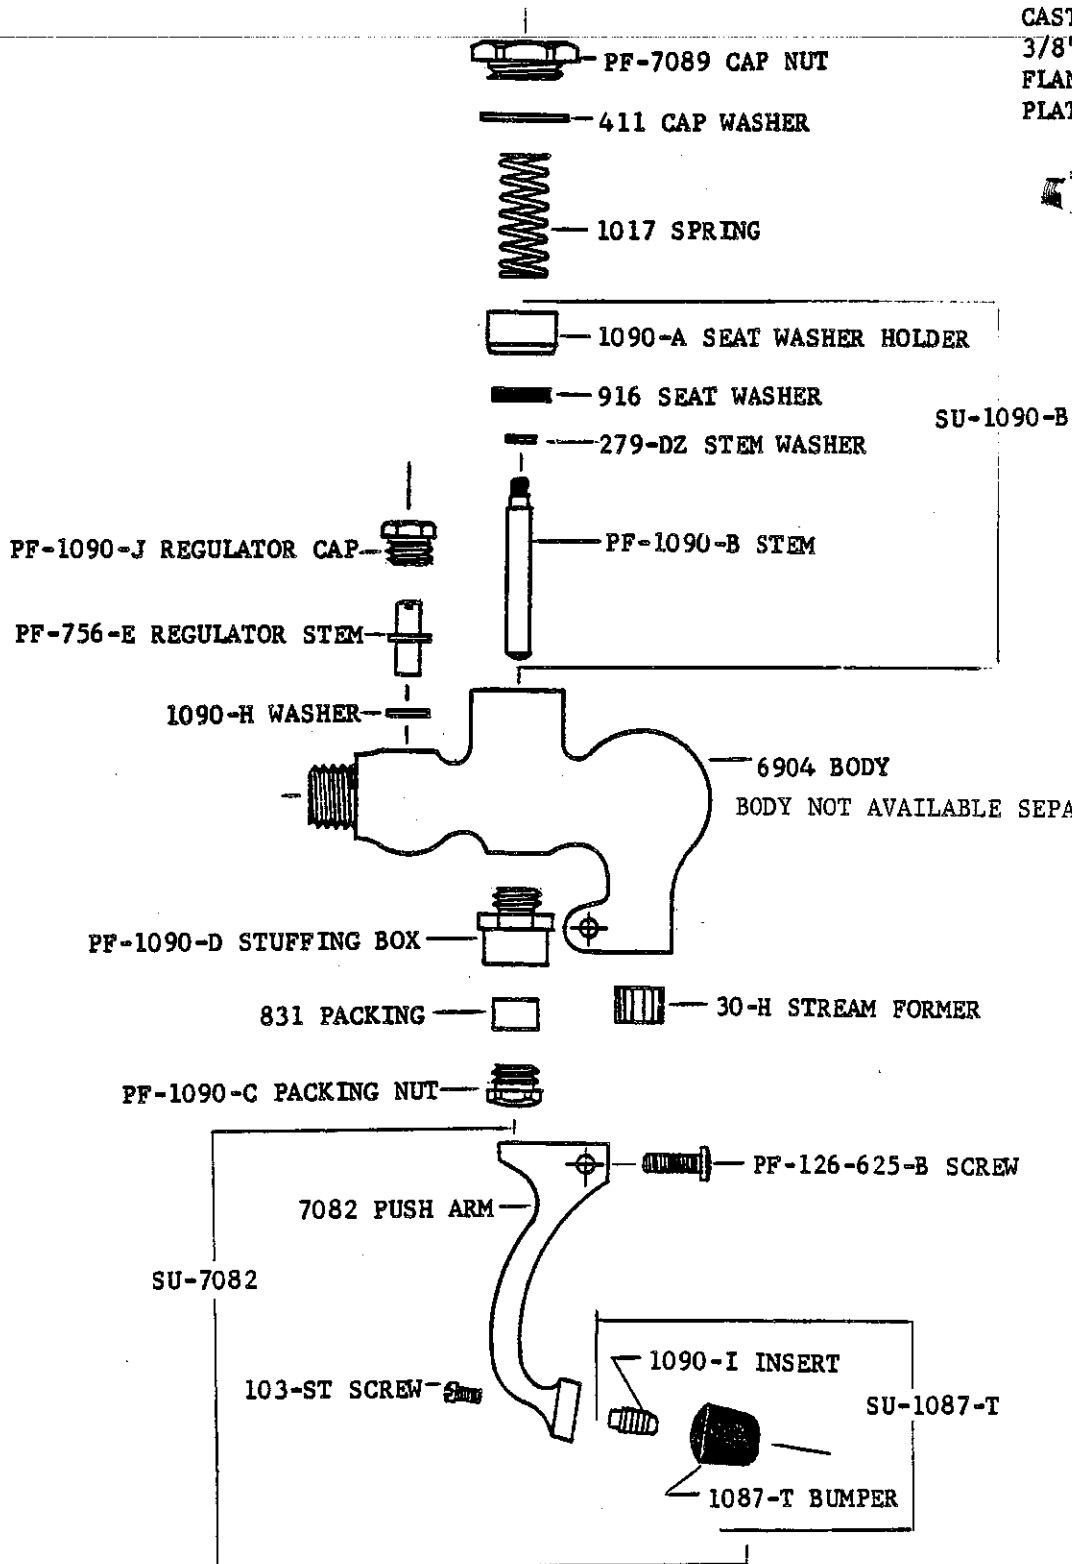 CAST
3/8"
FLAN
PLAT
PF-7089 CAP NUT
411 CAP WASHER
1017 SPRING
1090-A SEAT WASHER HOLDER
916 SEAT WASHER
SU-1090-B
279-DZ STEM WASHER
PF-1090-J REGULATOR CAP
PF-1090-B STEM
PF-756-E REGULATOR STEM
1090-H WASHER
6904 BODY
BODY NOT AVAILABLE SEPA
PF-1090-D STUFFING BOX
831 PACKING
30-H STREAM FORMER
PF-1090-C PACKING NUT
PF-126-625-B SCREW
7082 PUSH ARM
SU-7082
1090-I INSERT
103-ST SCREW
SU-1087-T
1087-T BUMPER